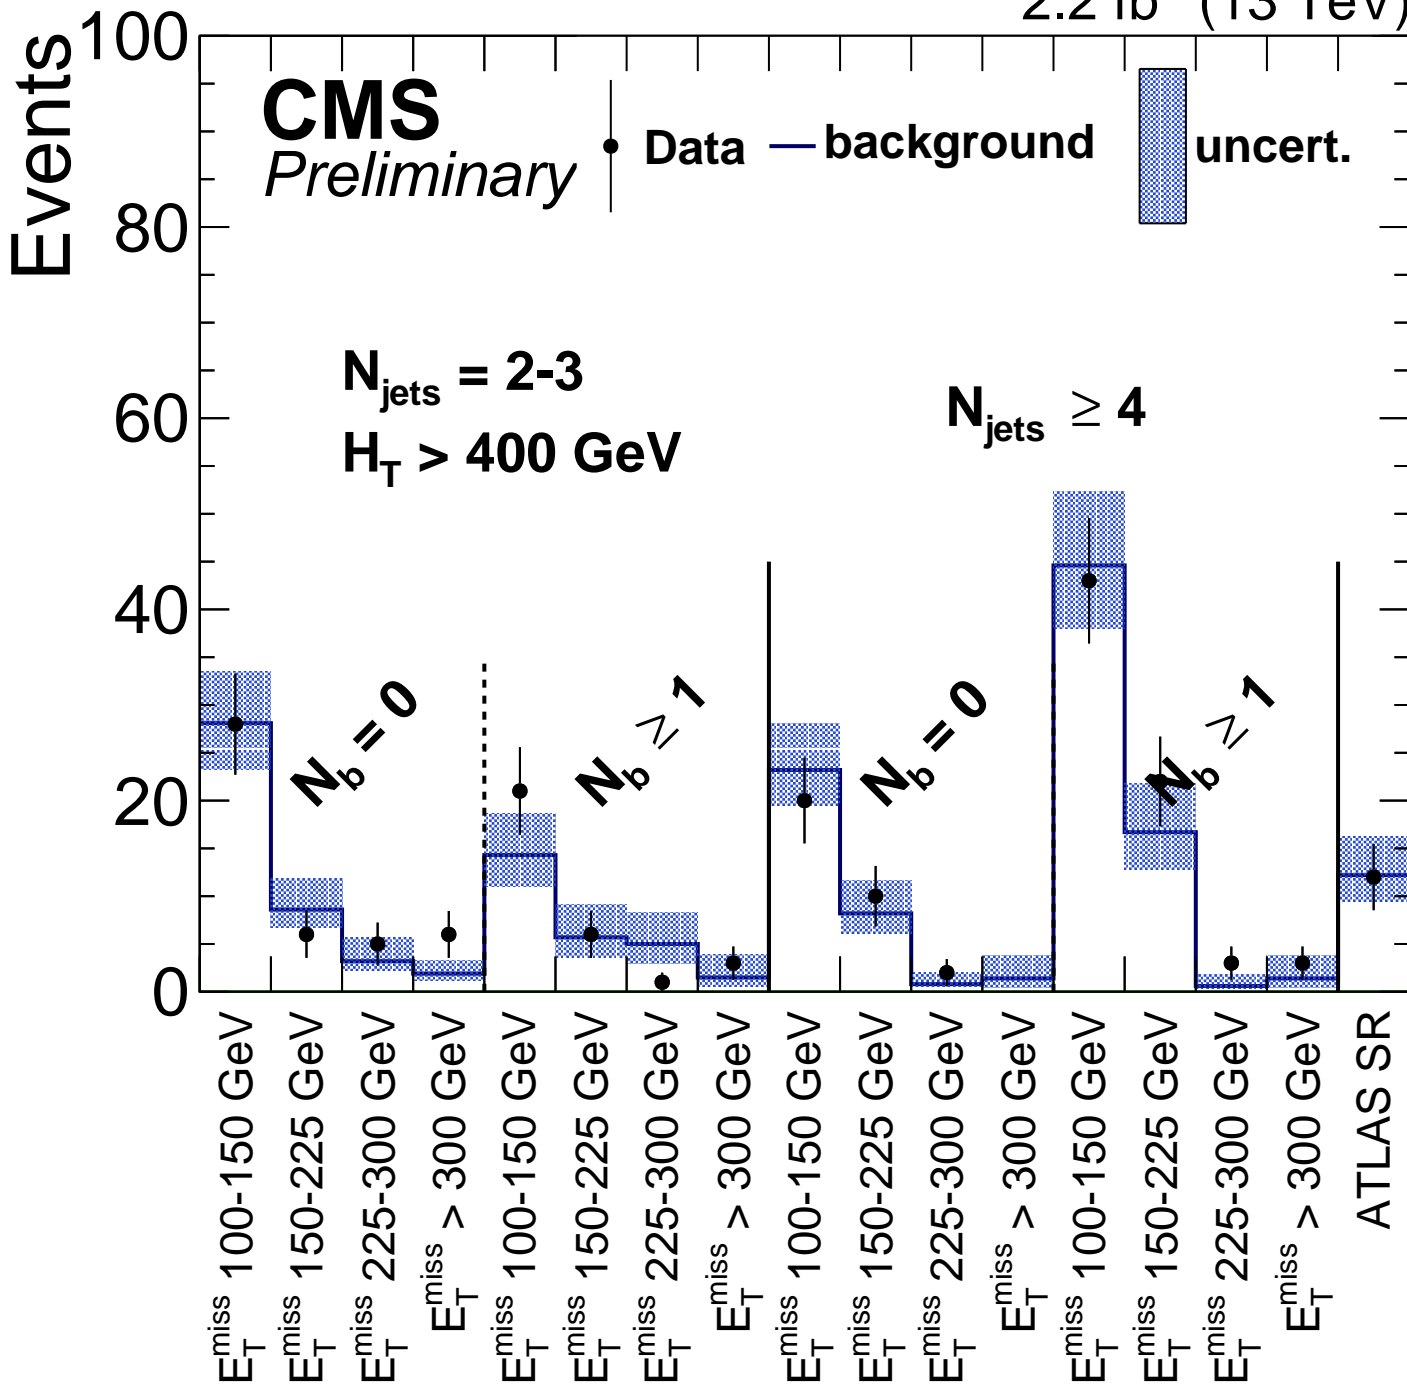 2.2 fb (13 TeV)
Events
100
80
60
40
20
0
CMS
Preliminary
Data
background
uncert.
N_jets = 2-3
H_T > 400 GeV
N_jets ≥ 4
N_b = 0
N_b ≥ 1
N_b = 0
N_b ≥ 1
E_T^miss 100-150 GeV
E_T^miss 150-225 GeV
E_T^miss 225-300 GeV
E_T^miss > 300 GeV
E_T^miss 100-150 GeV
E_T^miss 150-225 GeV
E_T^miss 225-300 GeV
E_T^miss > 300 GeV
E_T^miss 100-150 GeV
E_T^miss 150-225 GeV
E_T^miss 225-300 GeV
E_T^miss > 300 GeV
E_T^miss 100-150 GeV
E_T^miss 150-225 GeV
E_T^miss 225-300 GeV
E_T^miss > 300 GeV
ATLAS SR